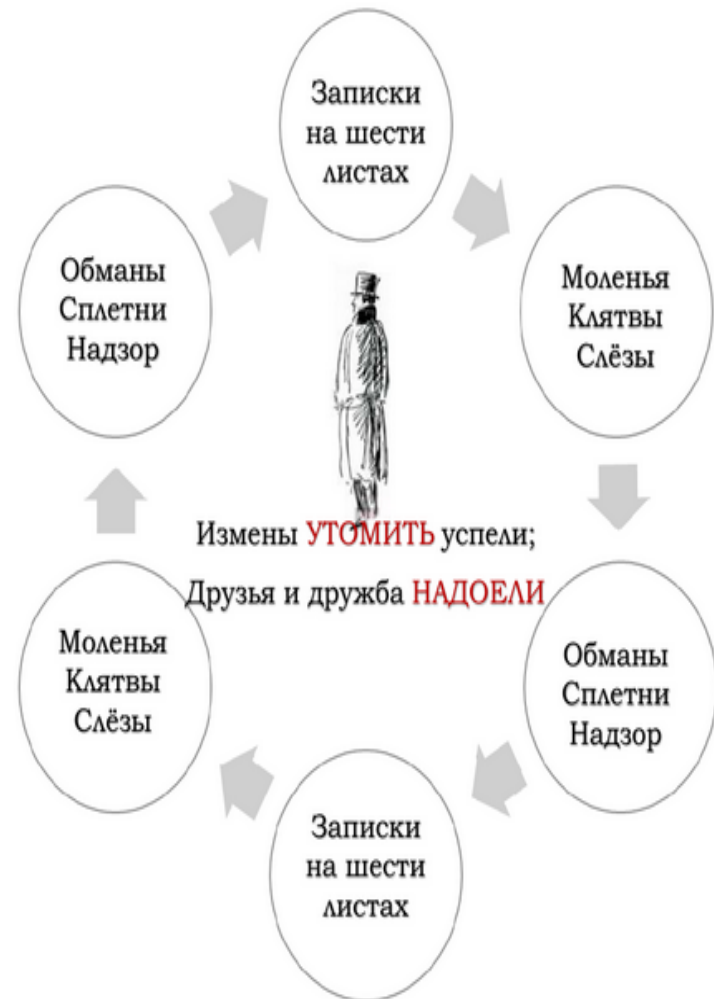 Записки
на шести
листах
Моленья
Клятвы
Слёзы
Обманы
Сплетни
Надзор
Записки
на шести
листах
Моленья
Клятвы
Слёзы
Обманы
Сплетни
Надзор
Измены УТОМИТЬ успели;
Друзья и дружба НАДОЕЛИ